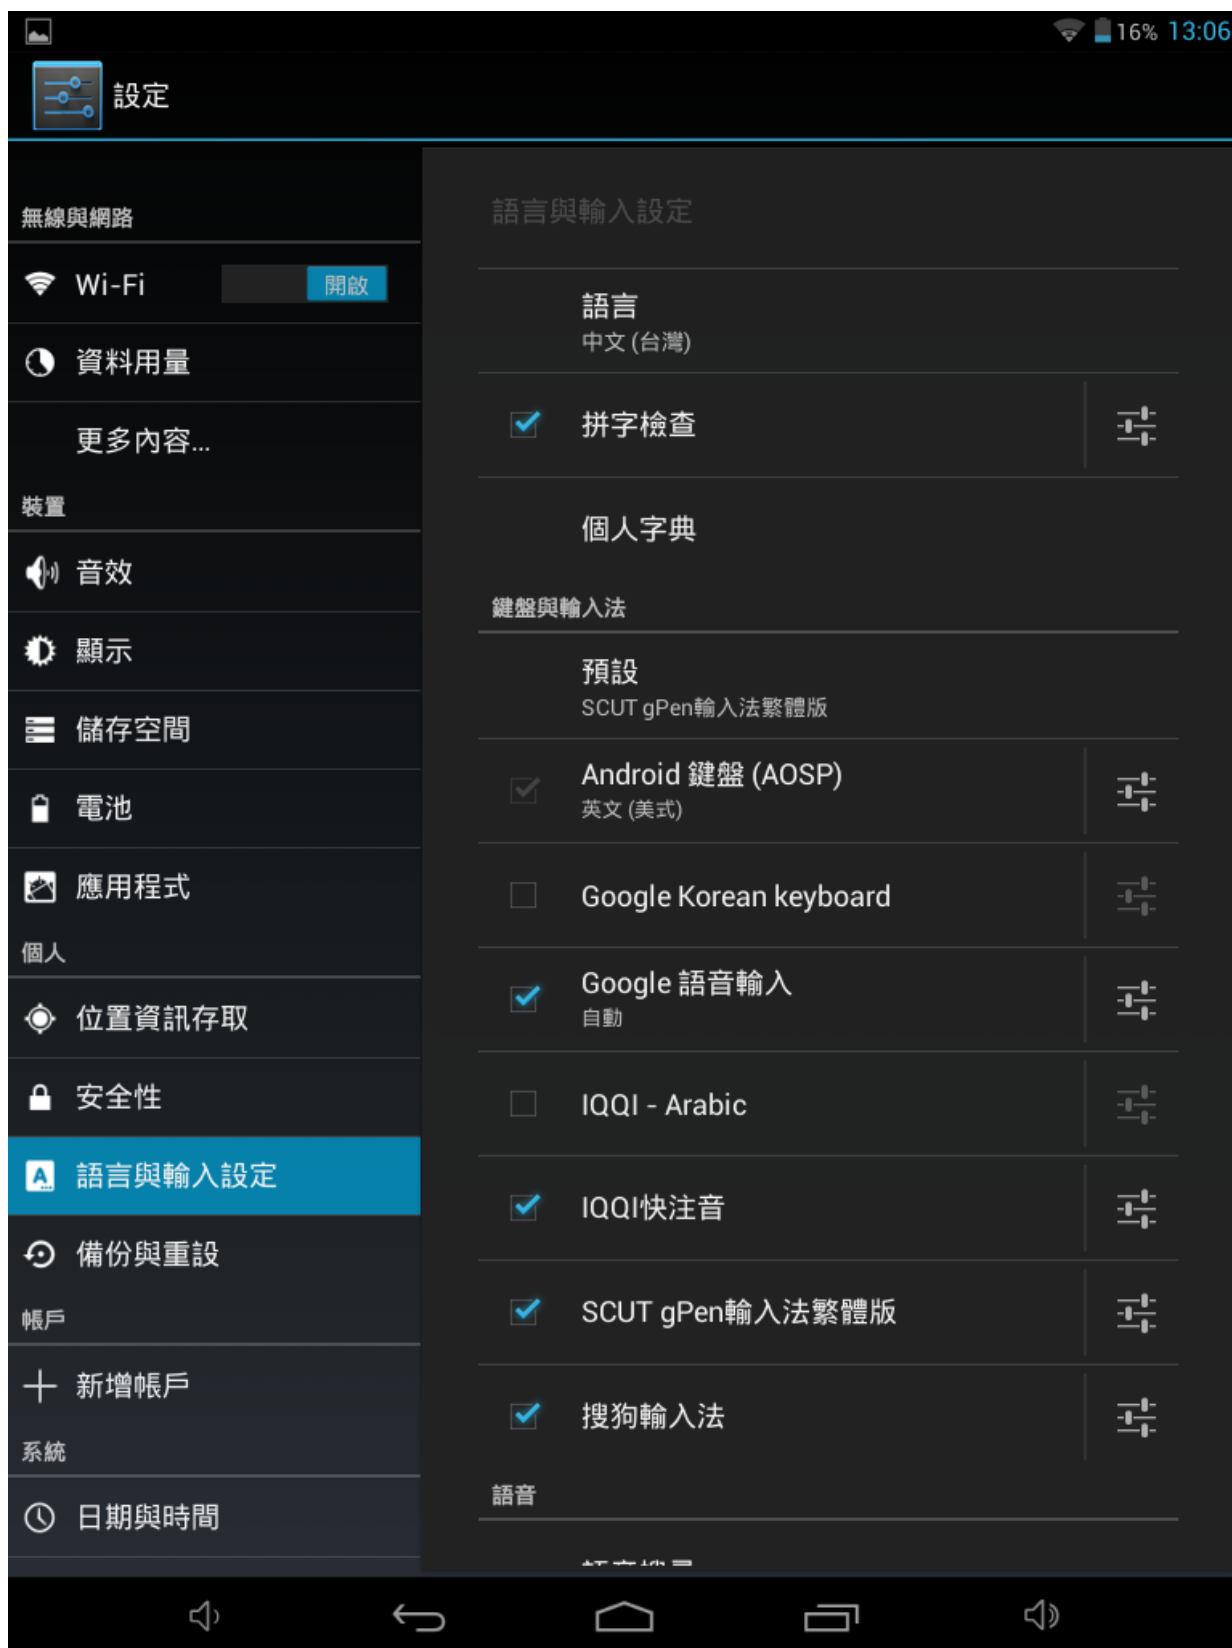 16% 13:06
設定
無線與網路
Wi-Fi 開啟
資料用量
更多內容...
裝置
音效
顯示
儲存空間
電池
應用程式
個人
位置資訊存取
安全性
語言與輸入設定
備份與重設
帳戶
新增帳戶
系統
日期與時間
語言與輸入設定
語言
中文 (台灣)
拼字檢查
個人字典
鍵盤與輸入法
預設
SCUT gPen輸入法繁體版
Android 鍵盤 (AOSP)
英文 (美式)
Google Korean keyboard
Google 語音輸入
自動
IQQI - Arabic
IQQI快注音
SCUT gPen輸入法繁體版
搜狗輸入法
語音